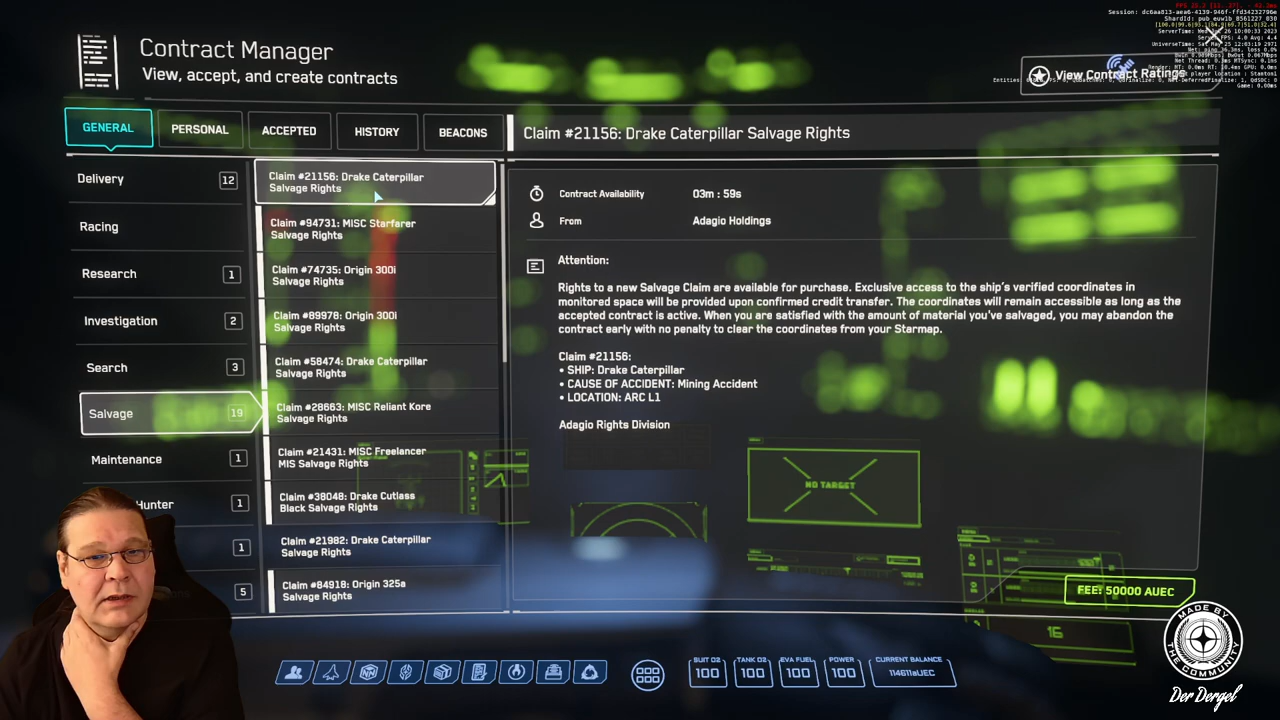 Contract Manager
View, accept, and create contracts
View Contract Ratings
GENERAL
PERSONAL
ACCEPTED
HISTORY
BEACONS
Delivery
12
Racing
Research
1
Investigation
2
Search
3
Salvage
19
Maintenance
1
Hunter
1
1
5
Claim #21156: Drake Caterpillar
Salvage Rights
Claim #94731: MISC Starfarer
Salvage Rights
Claim #74735: Origin 300i
Salvage Rights
Claim #89978: Origin 300i
Salvage Rights
Claim #58474: Drake Caterpillar
Salvage Rights
Claim #28663: MISC Reliant Kore
Salvage Rights
Claim #21431: MISC Freelancer
MIS Salvage Rights
Claim #38048: Drake Cutlass
Black Salvage Rights
Claim #21982: Drake Caterpillar
Salvage Rights
Claim #84918: Origin 325a
Salvage Rights
Claim #21156: Drake Caterpillar Salvage Rights
Contract Availability
03m : 59s
From
Adagio Holdings
Attention:
Rights to a new Salvage Claim are available for purchase. Exclusive access to the ship's verified coordinates in
monitored space will be provided upon confirmed credit transfer. The coordinates will remain accessible as long as the
accepted contract is active. When you are satisfied with the amount of material you've salvaged, you may abandon the
contract early with no penalty to clear the coordinates from your Starmap.
Claim #21156:
• SHIP: Drake Caterpillar
• CAUSE OF ACCIDENT: Mining Accident
• LOCATION: ARC L1
Adagio Rights Division
NO TARGET
FEE: 50000 AUEC
16
SUIT O2
100
TANK O2
100
EVA FUEL
100
POWER
100
CURRENT BALANCE
114611aUEC
MADE BY
THE COMMUNITY
Der Dergel